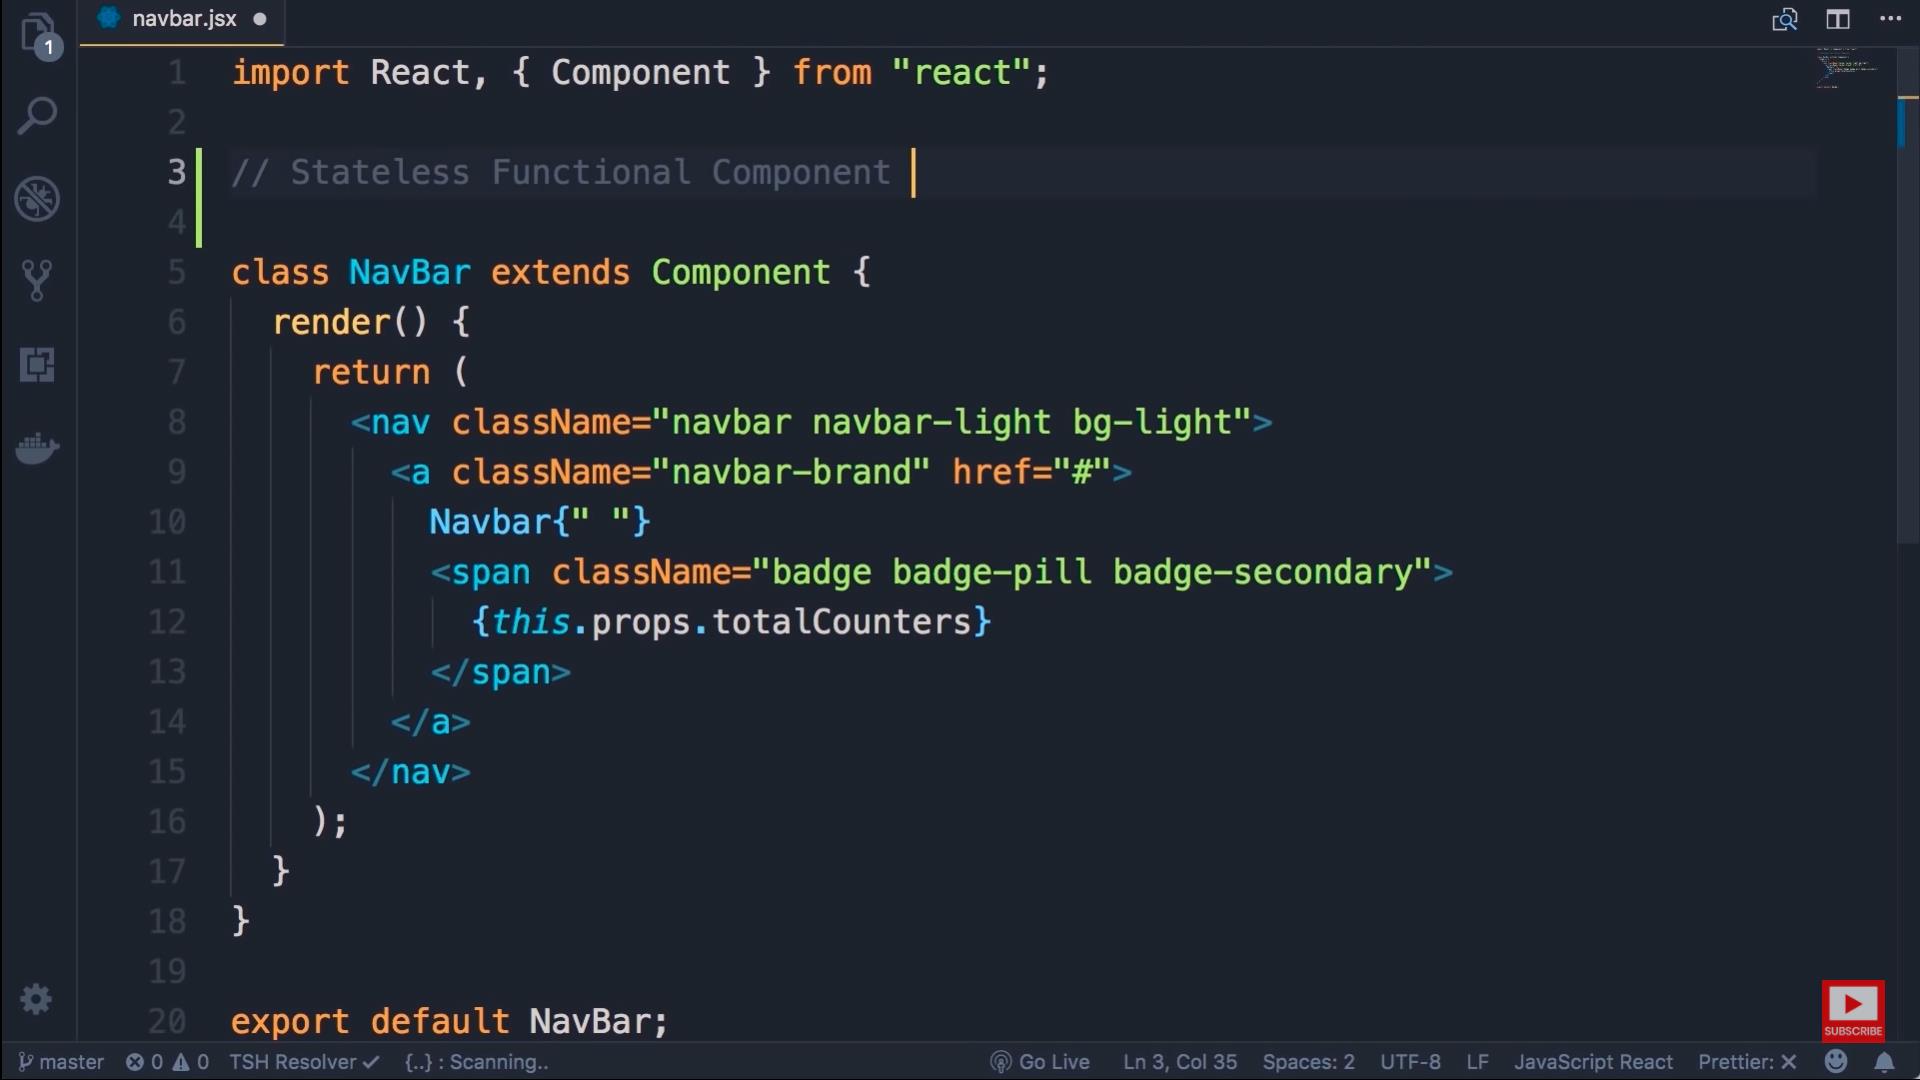 navbar.jsx
1
1 import React, { Component } from "react";
2
3 // Stateless Functional Component
4
5 class NavBar extends Component {
6 render() {
7 return (
8 <nav className="navbar navbar-light bg-light">
9 <a className="navbar-brand" href="#">
10 Navbar{" "}
11 <span className="badge badge-pill badge-secondary">
12 {this.props.totalCounters}
13 </span>
14 </a>
15 </nav>
16 );
17 }
18 }
19
20 export default NavBar;
SUBSCRIBE
master 0 0 TSH Resolver ✓ {..} : Scanning.. Go Live Ln 3, Col 35 Spaces: 2 UTF-8 LF JavaScript React Prettier: ✕